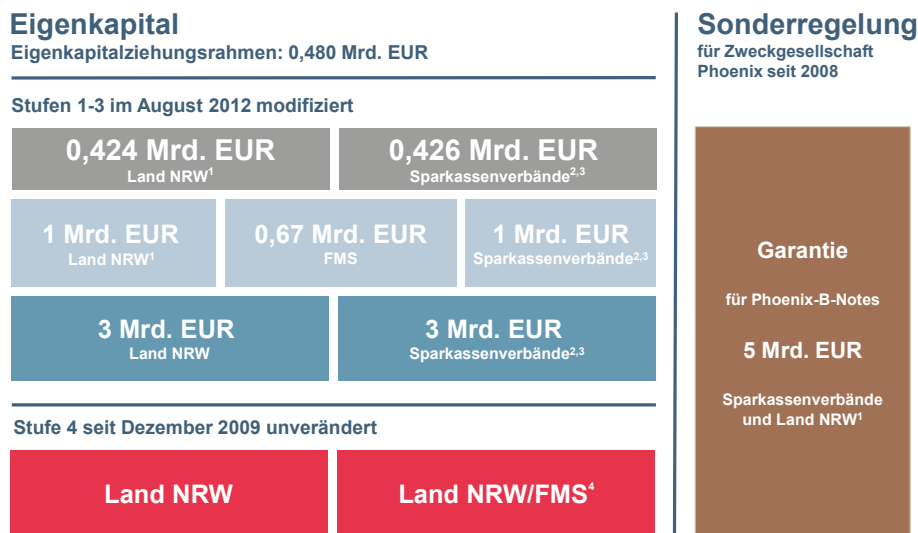 Eigenkapital
Eigenkapitalziehungsrahmen: 0,480 Mrd. EUR
Stufen 1-3 im August 2012 modifiziert
0,424 Mrd. EUR
Land NRW¹
0,426 Mrd. EUR
Sparkassenverbände²,³
1 Mrd. EUR
Land NRW¹
0,67 Mrd. EUR
FMS
1 Mrd. EUR
Sparkassenverbände²,³
3 Mrd. EUR
Land NRW
3 Mrd. EUR
Sparkassenverbände²,³
Stufe 4 seit Dezember 2009 unverändert
Land NRW
Land NRW/FMS⁴
Sonderregelung
für Zweckgesellschaft
Phoenix seit 2008
Garantie
für Phoenix-B-Notes
5 Mrd. EUR
Sparkassenverbände
und Land NRW¹